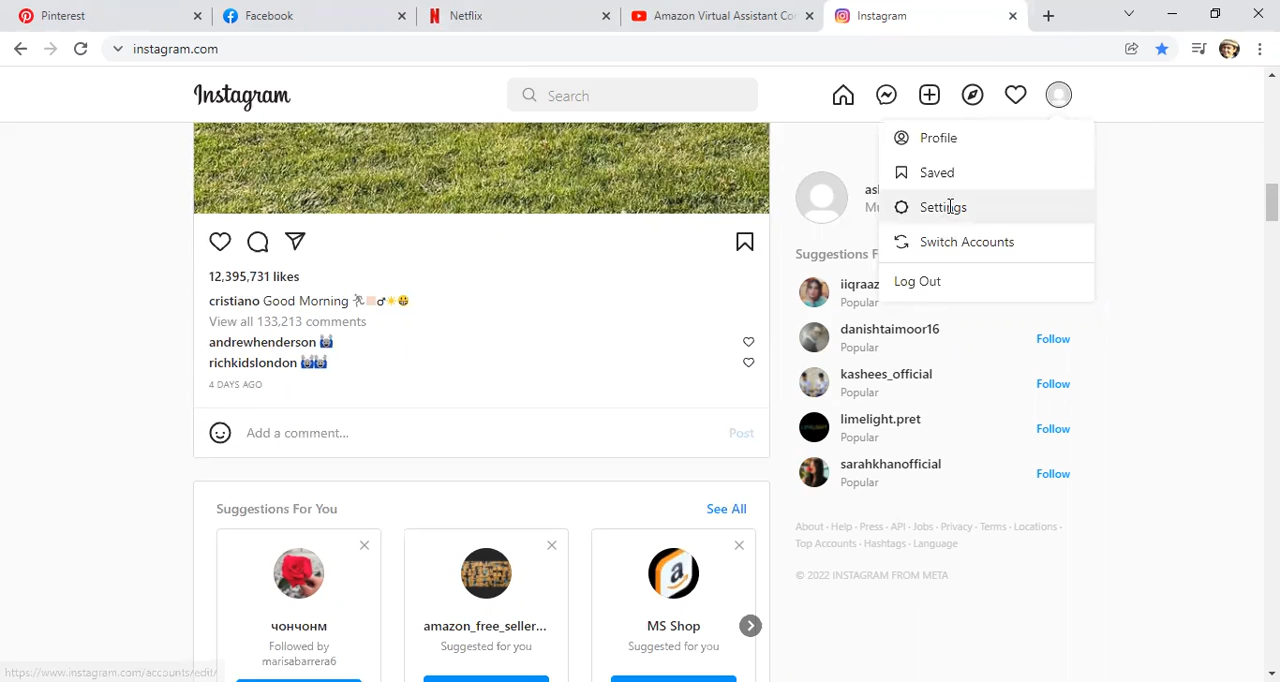 Pinterest
Facebook
Netflix
Amazon Virtual Assistant Co
Instagram
instagram.com
Instagram
Search
Profile
Saved
Settings
Switch Accounts
Log Out
12,395,731 likes
cristiano Good Morning
View all 133,213 comments
andrewhenderson
richkidslondon
4 DAYS AGO
Add a comment...
Post
Suggestions For You
See All
чончонм
Followed by
marisabarrera6
amazon_free_seller...
Suggested for you
MS Shop
Suggested for you
as
Mu
Suggestions F
iiqraaz
Popular
danishtaimoor16
Popular
Follow
kashees_official
Popular
Follow
limelight.pret
Popular
Follow
sarahkhanofficial
Popular
Follow
About · Help · Press · API · Jobs · Privacy · Terms · Locations ·
Top Accounts · Hashtags · Language
© 2022 INSTAGRAM FROM META
https://www.instagram.com/accounts/edit/